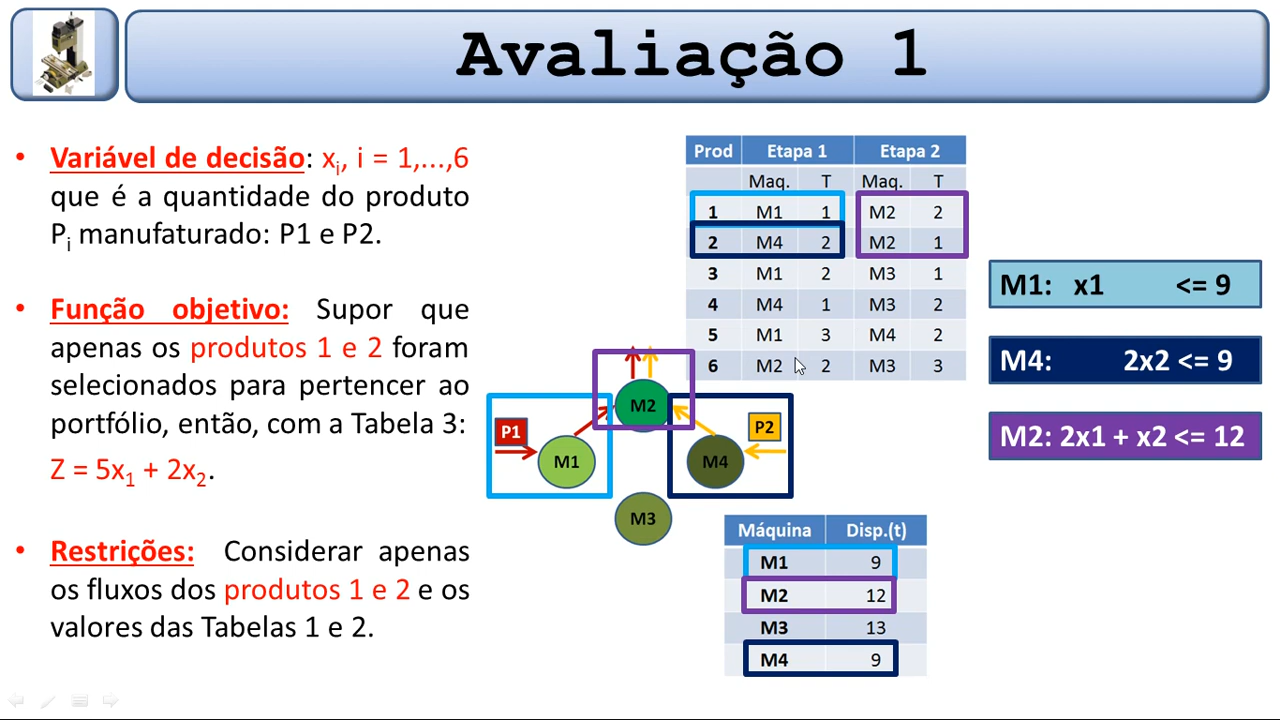 Avaliação 1
• Variável de decisão: xi, i = 1,...,6
que é a quantidade do produto
Pi manufaturado: P1 e P2.
• Função objetivo: Supor que
apenas os produtos 1 e 2 foram
selecionados para pertencer ao
portfólio, então, com a Tabela 3:
Z = 5x1 + 2x2.
• Restrições: Considerar apenas
os fluxos dos produtos 1 e 2 e os
valores das Tabelas 1 e 2.
Prod Etapa 1 Etapa 2
Maq. T Maq. T
1 M1 1 M2 2
2 M4 2 M2 1
3 M1 2 M3 1
4 M4 1 M3 2
5 M1 3 M4 2
6 M2 2 M3 3
M2
P1
P2
M1
M4
M3
M1: x1 <= 9
M4: 2x2 <= 9
M2: 2x1 + x2 <= 12
Máquina Disp.(t)
M1 9
M2 12
M3 13
M4 9